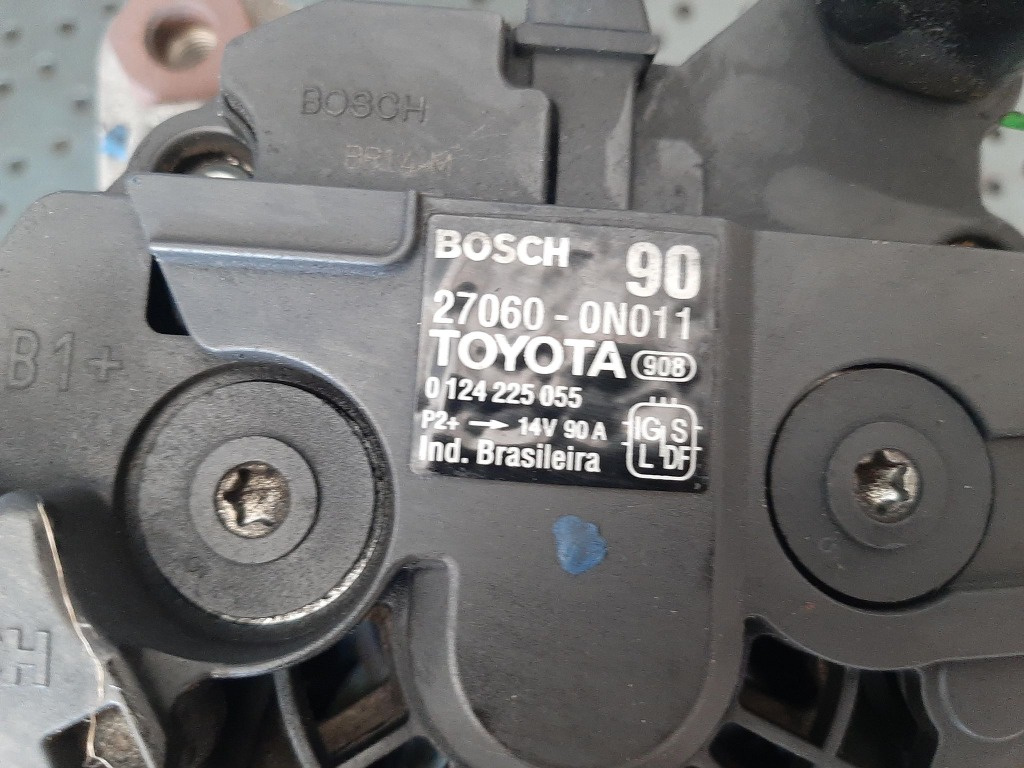 BOSCH
BOSCH 90
27060 - 0N011
TOYOTA 908
0 124 225 055
P2+ → 14V 90 A
Ind. Brasileira
IG S
L DF
B1+
CH